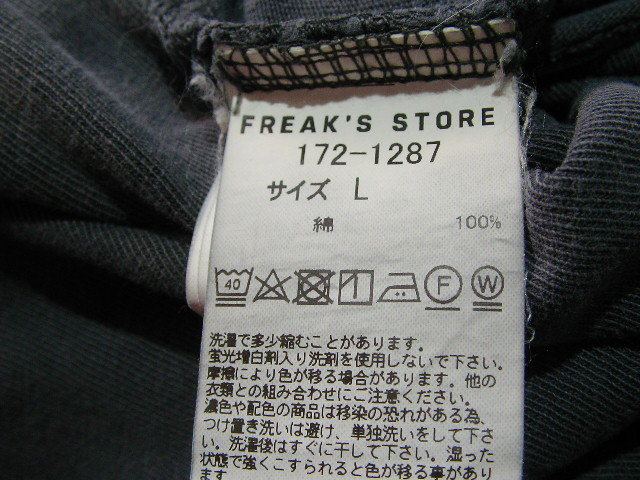 FREAK'S STORE
172-1287
サイズ L
綿 100%
40 F W
洗濯で多少縮むことがあります。
蛍光増白剤入り洗剤を使用しないで下さい。
摩擦により色が移る場合があります。他の
衣類との組み合わせにご注意ください。
濃色や配色の商品は移染の恐れがある為、
つけ置き洗いは避け、単独洗いをして下さ
い。洗濯後はすぐに干して下さい。湿った
状態で強くこすられると色が移る事があり
ます